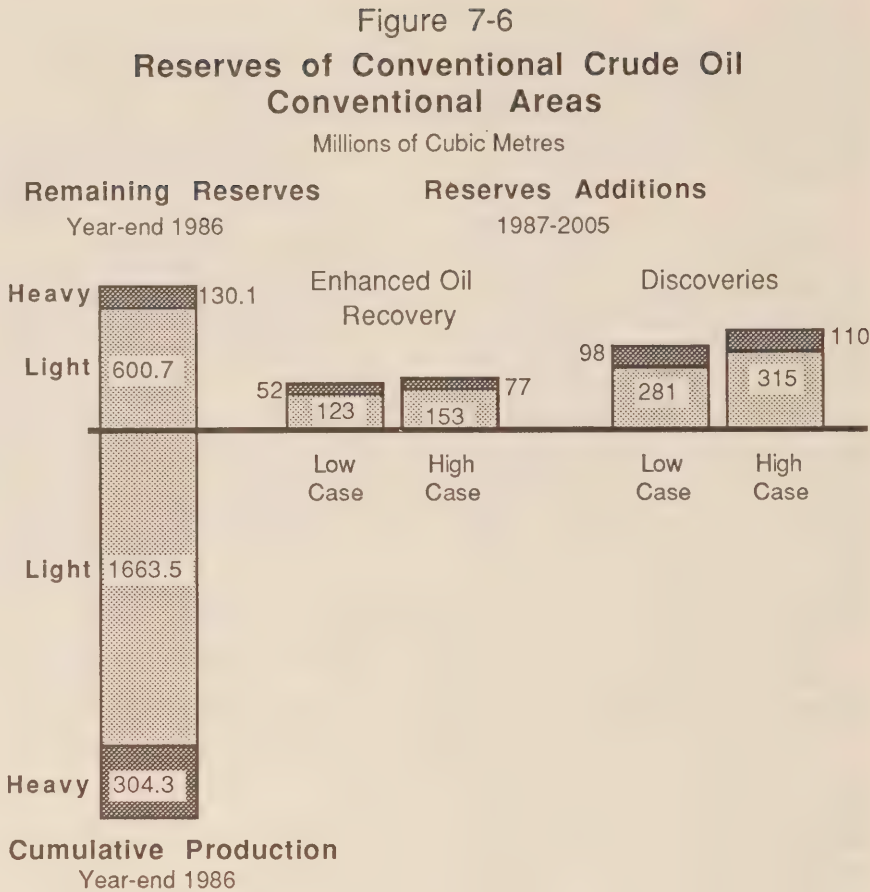 Figure 7-6
Reserves of Conventional Crude Oil
Conventional Areas
Millions of Cubic Metres
Remaining Reserves
Year-end 1986
Reserves Additions
1987-2005
Enhanced Oil
Recovery
Discoveries
Heavy 130.1
Light 600.7
52 123
153 77
98 281
315 110
Low
Case
High
Case
Low
Case
High
Case
Light 1663.5
Heavy 304.3
Cumulative Production
Year-end 1986